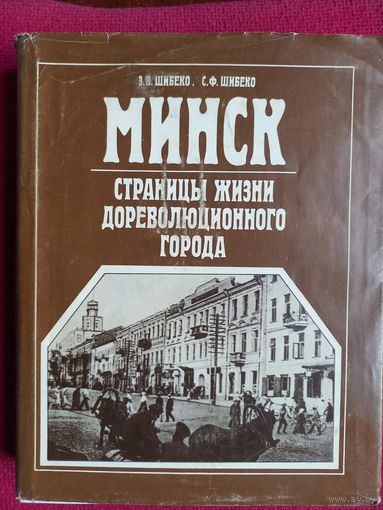 З.В. ШИБЕКО, С.Ф. ШИБЕКО
МИНСК
СТРАНИЦЫ ЖИЗНИ
ДОРЕВОЛЮЦИОННОГО
ГОРОДА